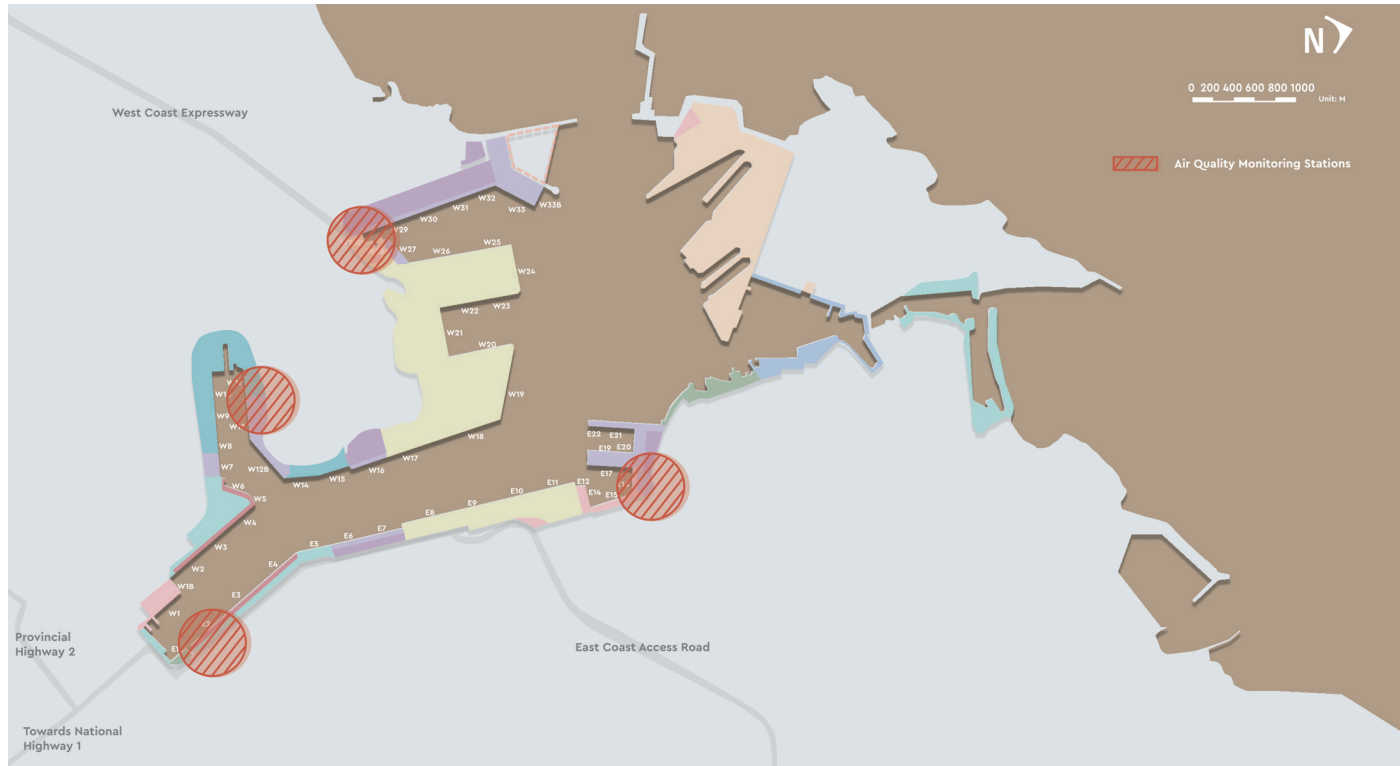 N
0 200 400 600 800 1000
Unit: M
West Coast Expressway
Air Quality Monitoring Stations
W33B
W33
W32
W31
W30
W29
W27
W26
W25
W24
W23
W22
W21
W20
W19
W18
W17
W16
W15
W14
W12B
W9
W8
W7
W6
W5
W4
W3
W2
W1B
W1
E22
E21
E20
E19
E17
E15
E14
E12
E11
E10
E9
E8
E7
E6
E5
E4
E3
Provincial
Highway 2
East Coast Access Road
Towards National
Highway 1